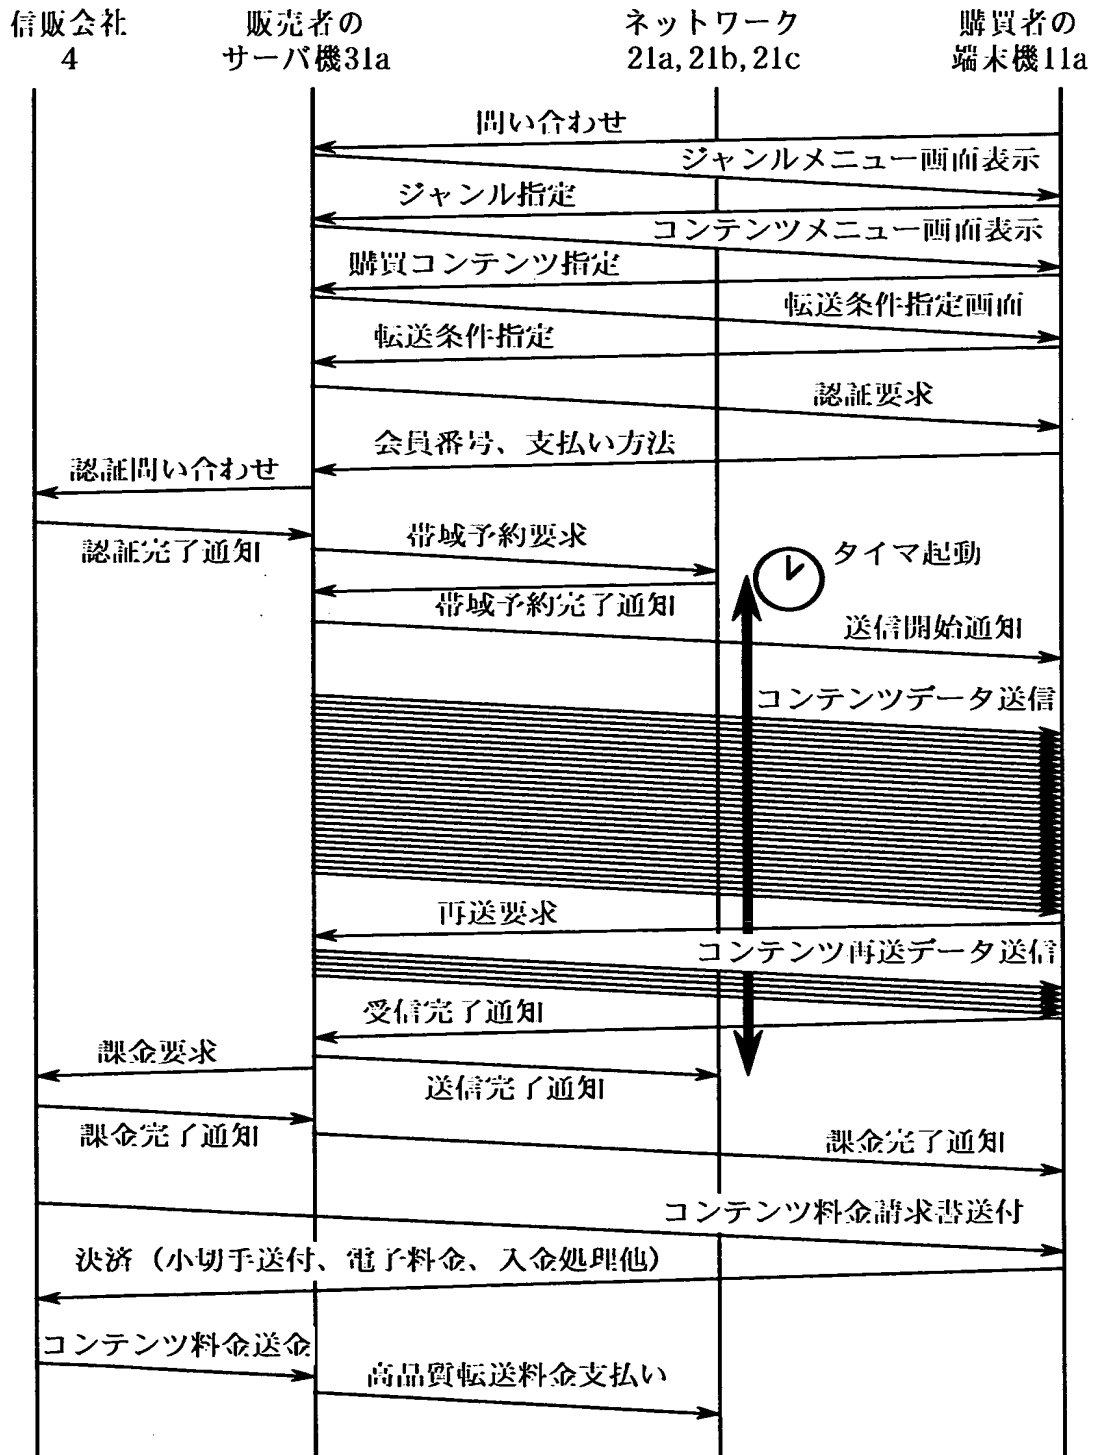 信販会社
4
販売者の
サーバ機31a
ネットワーク
21a,21b,21c
購買者の
端末機11a
問い合わせ
ジャンルメニュー画面表示
ジャンル指定
コンテンツメニュー画面表示
購買コンテンツ指定
転送条件指定画面
転送条件指定
認証要求
会員番号、支払い方法
認証問い合わせ
認証完了通知
帯域予約要求
タイマ起動
帯域予約完了通知
送信開始通知
コンテンツデータ送信
再送要求
コンテンツ再送データ送信
受信完了通知
課金要求
送信完了通知
課金完了通知
課金完了通知
コンテンツ料金請求書送付
決済（小切手送付、電子料金、入金処理他）
コンテンツ料金送金
高品質転送料金支払い